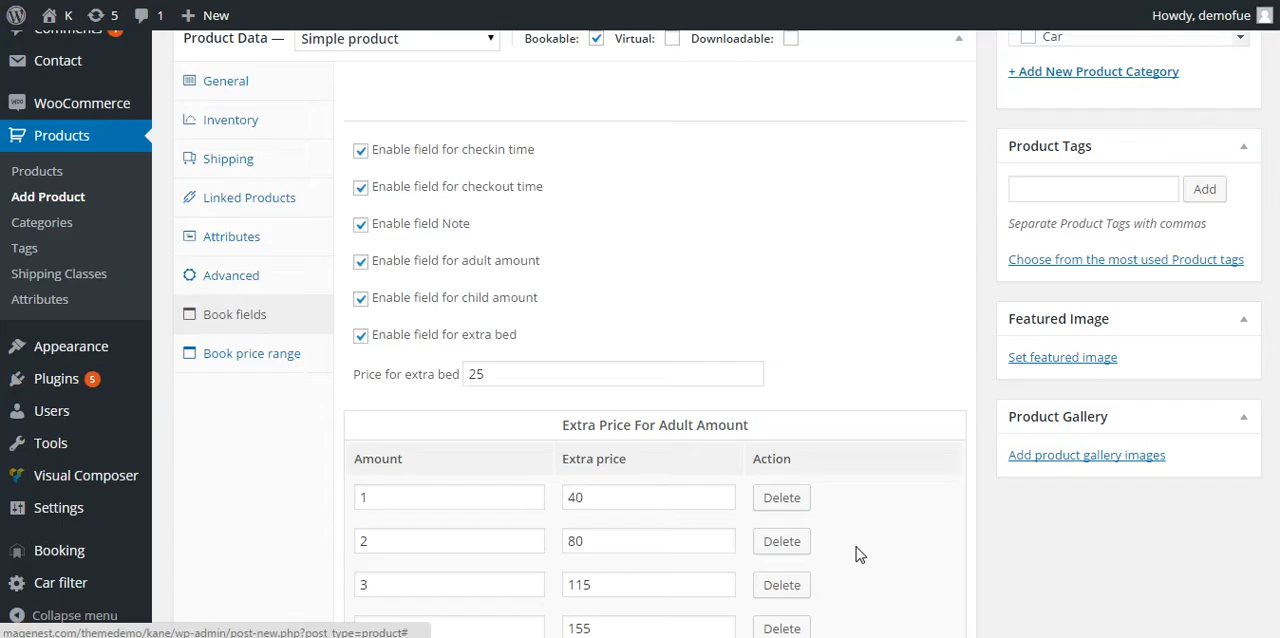 K 5 1 New Howdy, demofue
Comments
Contact
WooCommerce
Products
Products
Add Product
Categories
Tags
Shipping Classes
Attributes
Appearance
Plugins 5
Users
Tools
Visual Composer
Settings
Booking
Car filter
Collapse menu
magenest.com/themedemo/kane/wp-admin/post-new.php?post_type=product#
Product Data — Simple product Bookable: Virtual: Downloadable:
General
Inventory
Shipping
Linked Products
Attributes
Advanced
Book fields
Book price range
Enable field for checkin time
Enable field for checkout time
Enable field Note
Enable field for adult amount
Enable field for child amount
Enable field for extra bed
Price for extra bed 25
Extra Price For Adult Amount
Amount Extra price Action
1 40 Delete
2 80 Delete
3 115 Delete
155 Delete
Car
+ Add New Product Category
Product Tags
Add
Separate Product Tags with commas
Choose from the most used Product tags
Featured Image
Set featured image
Product Gallery
Add product gallery images